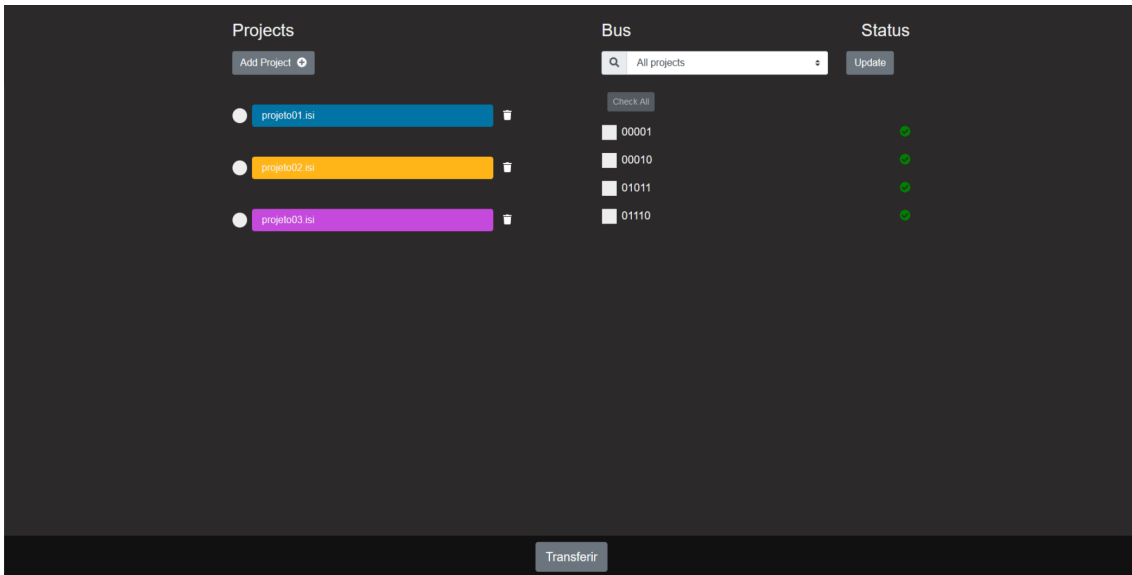 Projects
Add Project
projeto01.isi
projeto02.isi
projeto03.isi
Bus
All projects
Check All
00001
00010
01011
01110
Status
Update
Transferir